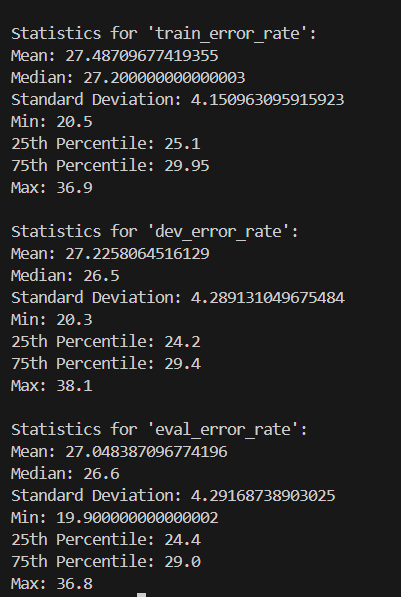 Statistics for 'train_error_rate':
Mean: 27.48709677419355
Median: 27.200000000000003
Standard Deviation: 4.150963095915923
Min: 20.5
25th Percentile: 25.1
75th Percentile: 29.95
Max: 36.9
Statistics for 'dev_error_rate':
Mean: 27.2258064516129
Median: 26.5
Standard Deviation: 4.289131049675484
Min: 20.3
25th Percentile: 24.2
75th Percentile: 29.4
Max: 38.1
Statistics for 'eval_error_rate':
Mean: 27.048387096774196
Median: 26.6
Standard Deviation: 4.29168738903025
Min: 19.900000000000002
25th Percentile: 24.4
75th Percentile: 29.0
Max: 36.8